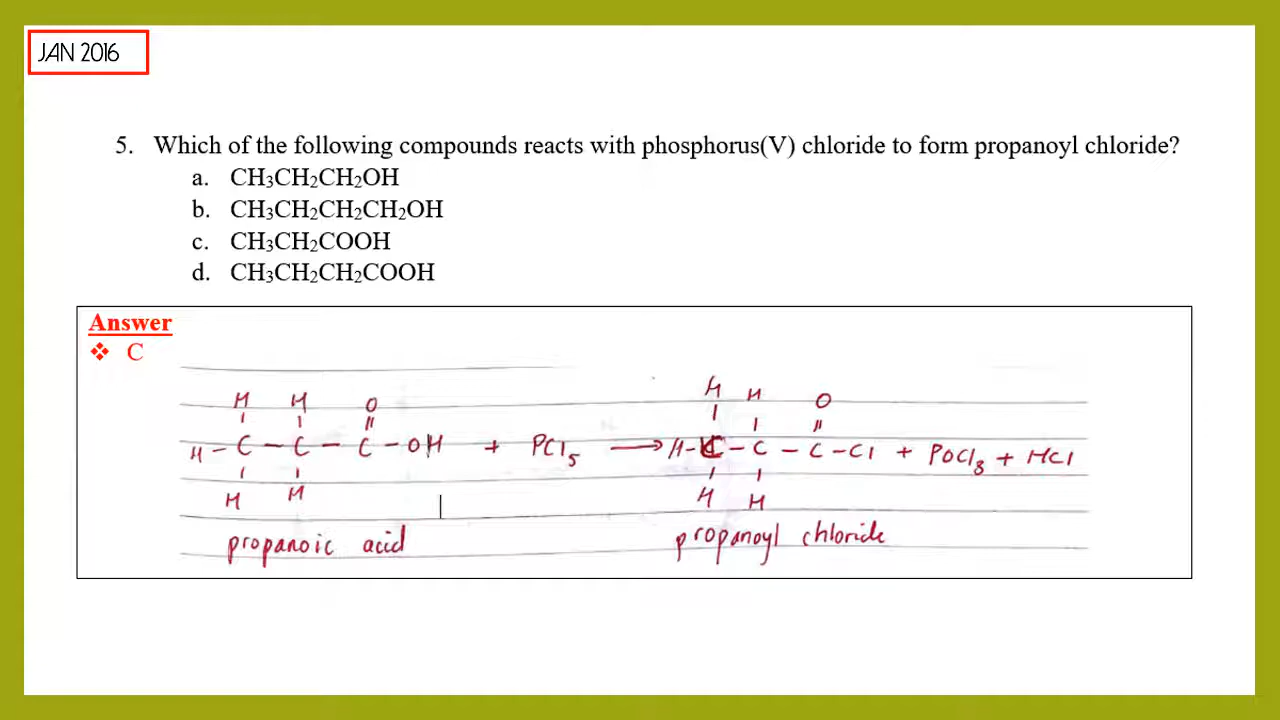 JAN 2016
5. Which of the following compounds reacts with phosphorus(V) chloride to form propanoyl chloride?
a. CH₃CH₂CH₂OH
b. CH₃CH₂CH₂CH₂OH
c. CH₃CH₂COOH
d. CH₃CH₂CH₂COOH
Answer
❖ C
H H O H H O
H - C - C - C - OH + PCl₅ ⟶ H - C - C - C - Cl + POCl₃ + HCl
H H H H
propanoic acid propanoyl chloride